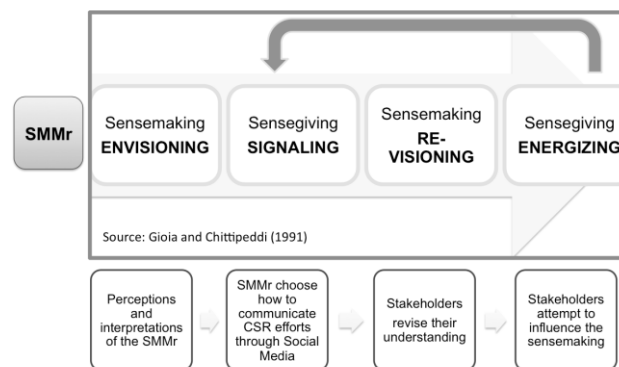 SMMr
Sensemaking
ENVISIONING
Sensegiving
SIGNALING
Sensemaking
RE-
VISIONING
Sensegiving
ENERGIZING
Source: Gioia and Chittipeddi (1991)
Perceptions
and
interpretations
of the SMMr
SMMr choose
how to
communicate
CSR efforts
through Social
Media
Stakeholders
revise their
understanding
Stakeholders
attempt to
influence the
sensemaking